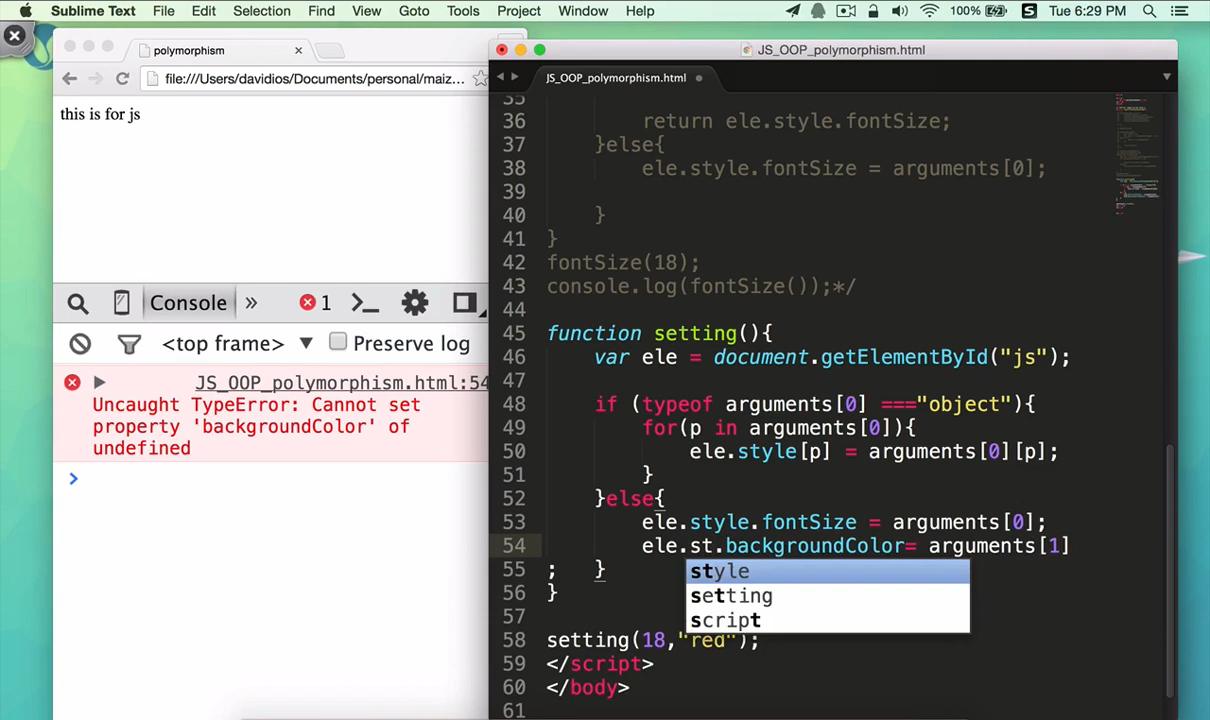 Sublime Text File Edit Selection Find View Goto Tools Project Window Help 100% Tue 6:29 PM
polymorphism
file:///Users/davidios/Documents/personal/maiz...
this is for js
Console » 1
<top frame> ▼ Preserve log
JS_OOP_polymorphism.html:54
Uncaught TypeError: Cannot set
property 'backgroundColor' of
undefined
>
JS_OOP_polymorphism.html
JS_OOP_polymorphism.html
35
36 return ele.style.fontSize;
37 }else{
38 ele.style.fontSize = arguments[0];
39
40 }
41 }
42 fontSize(18);
43 console.log(fontSize());*/
44
45 function setting(){
46 var ele = document.getElementById("js");
47
48 if (typeof arguments[0] ==="object"){
49 for(p in arguments[0]){
50 ele.style[p] = arguments[0][p];
51 }
52 }else{
53 ele.style.fontSize = arguments[0];
54 ele.st.backgroundColor= arguments[1]
55 ; }
style
56 }
setting
57
script
58 setting(18,"red");
59 </script>
60 </body>
61